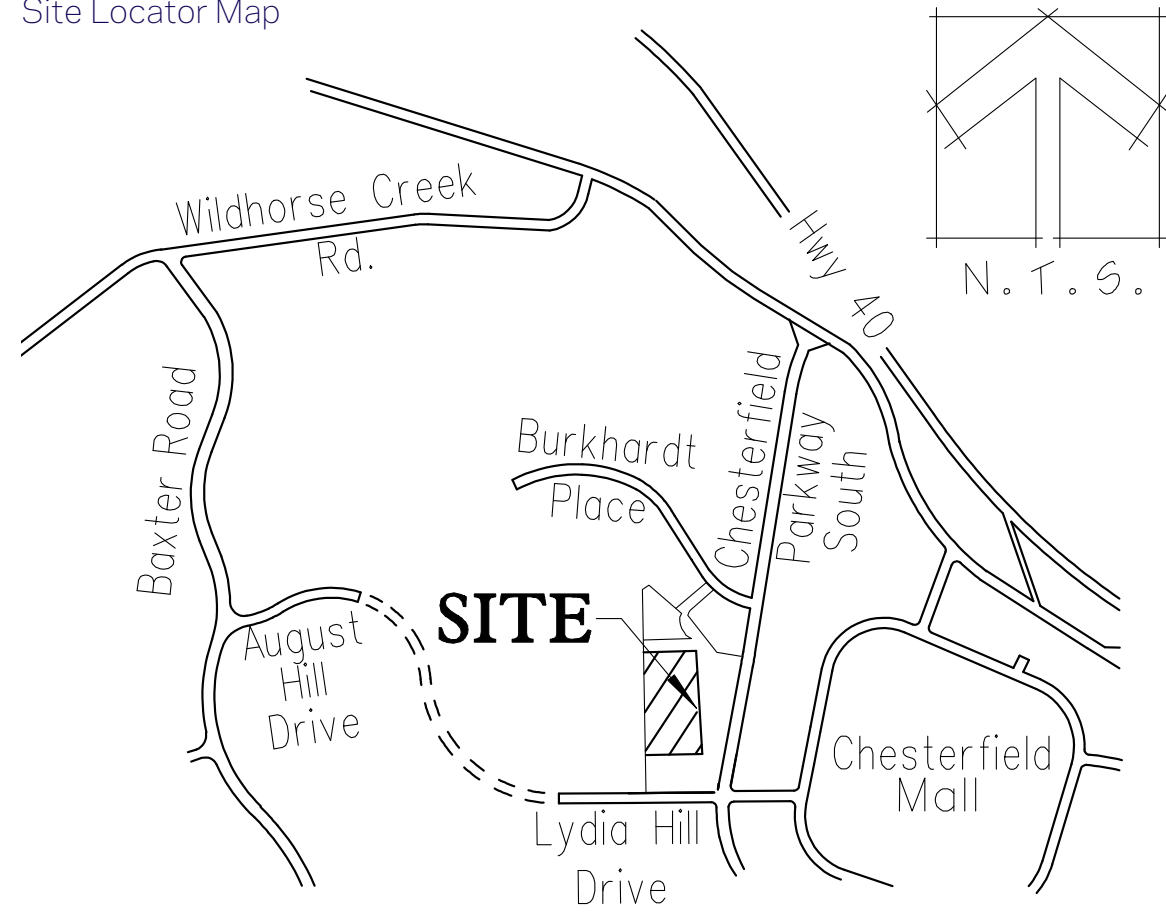 Site Locator Map
Wildhorse Creek
Rd.
Hwy 40
N. T. S.
Baxter Road
Burkhardt
Place
Chesterfield
Parkway
South
SITE
August
Hill
Drive
Chesterfield
Mall
Lydia Hill
Drive